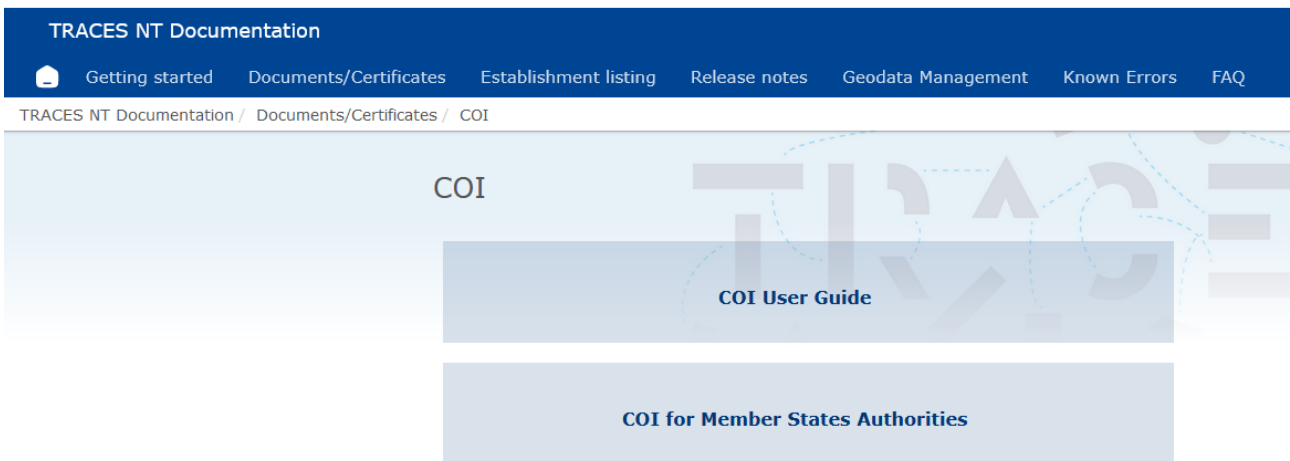 TRACES NT Documentation
Getting started Documents/Certificates Establishment listing Release notes Geodata Management Known Errors FAQ
TRACES NT Documentation / Documents/Certificates / COI
COI
TRACE
COI User Guide
COI for Member States Authorities